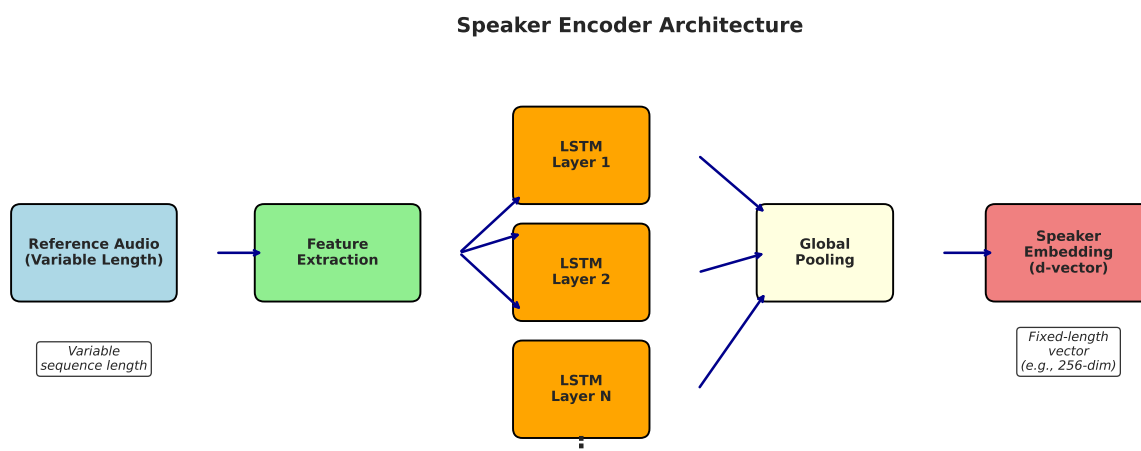 Speaker Encoder Architecture
LSTM
Layer 1
Reference Audio
(Variable Length)
Feature
Extraction
LSTM
Layer 2
Global
Pooling
Speaker
Embedding
(d-vector)
Variable
sequence length
LSTM
Layer N
Fixed-length
vector
(e.g., 256-dim)